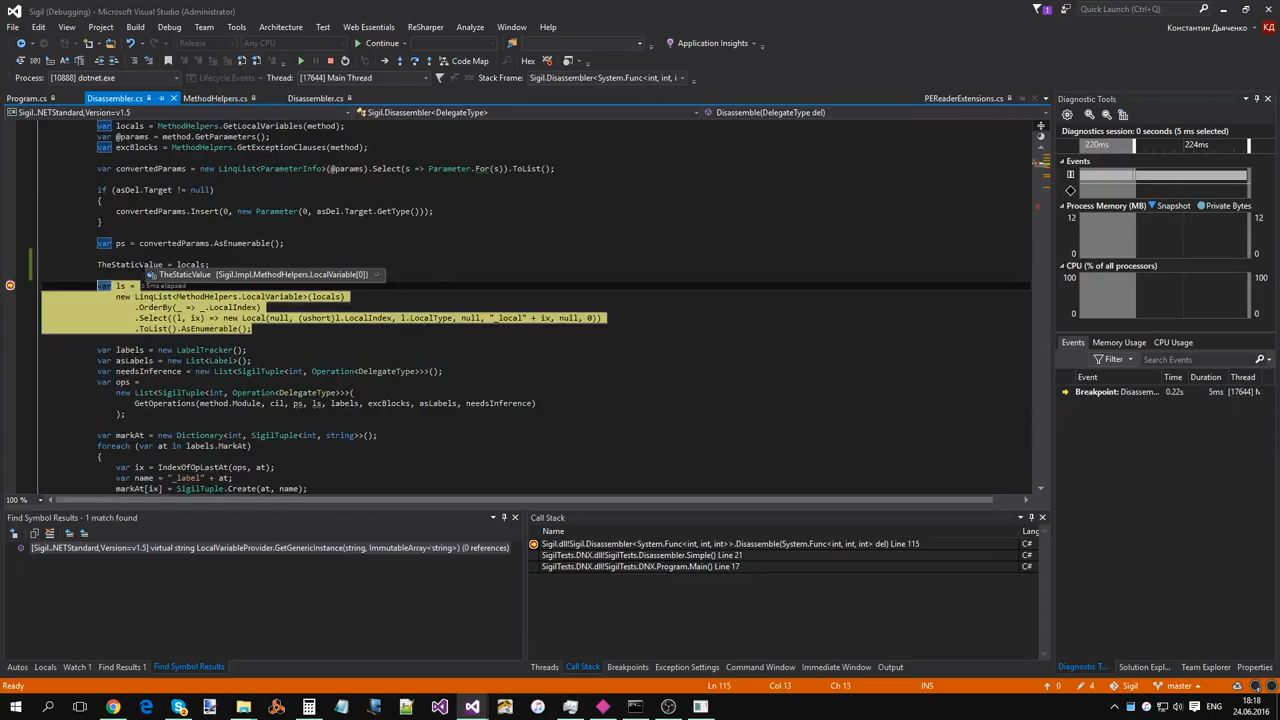 Sigil (Debugging) - Microsoft Visual Studio (Administrator)
1
Quick Launch (Ctrl+Q)
File Edit View Project Build Debug Team Tools Test Web Essentials ReSharper Analyze Window Help
Константин Дьяченко КД
Release Any CPU Continue Application Insights
Code Map
Process: [10888] dotnet.exe Lifecycle Events Thread: [17644] Main Thread Stack Frame: Sigil.Disassembler<System.Func<int, int, i
Program.cs Disassembler.cs MethodHelpers.cs Disassembler.cs PEReaderExtensions.cs
Sigil..NETStandard,Version=v1.5 Sigil.Disassembler<DelegateType> Disassemble(DelegateType del)
var locals = MethodHelpers.GetLocalVariables(method);
var @params = method.GetParameters();
var excBlocks = MethodHelpers.GetExceptionClauses(method);
var convertedParams = new LinqList<ParameterInfo>(@params).Select(s => Parameter.For(s)).ToList();
if (asDel.Target != null)
{
convertedParams.Insert(0, new Parameter(0, asDel.Target.GetType()));
}
var ps = convertedParams.AsEnumerable();
TheStaticValue = locals;
TheStaticValue {Sigil.Impl.MethodHelpers.LocalVariable[0]}
var ls = ≤ 5ms elapsed
new LinqList<MethodHelpers.LocalVariable>(locals)
.OrderBy(_ => _.LocalIndex)
.Select((l, ix) => new Local(null, (ushort)l.LocalIndex, l.LocalType, null, "_local" + ix, null, 0))
.ToList().AsEnumerable();
var labels = new LabelTracker();
var asLabels = new List<Label>();
var needsInference = new List<SigilTuple<int, Operation<DelegateType>>>();
var ops =
new List<SigilTuple<int, Operation<DelegateType>>>(
GetOperations(method.Module, cil, ps, ls, labels, excBlocks, asLabels, needsInference)
);
var markAt = new Dictionary<int, SigilTuple<int, string>>();
foreach (var at in labels.MarkAt)
{
var ix = IndexOfOpLastAt(ops, at);
var name = "_label" + at;
markAt[ix] = SigilTuple.Create(at, name);
100 %
Diagnostic Tools
Diagnostics session: 0 seconds (5 ms selected)
220ms 224ms
Events
Process Memory (MB) Snapshot Private Bytes
12 12
0 0
CPU (% of all processors)
100 100
0 0
Events Memory Usage CPU Usage
Filter Search Events
Event Time Duration Thread
Breakpoint: Disassem... 0.22s 5ms [17644] M
Find Symbol Results - 1 match found
[Sigil..NETStandard,Version=v1.5] virtual string LocalVariableProvider.GetGenericInstance(string, ImmutableArray<string>) (0 references)
Call Stack
Name Lang
Sigil.dll!Sigil.Disassembler<System.Func<int, int, int>>.Disassemble(System.Func<int, int, int> del) Line 115 C#
SigilTests.DNX.dll!SigilTests.Disassembler.Simple() Line 21 C#
SigilTests.DNX.dll!SigilTests.DNX.Program.Main() Line 17 C#
Autos Locals Watch 1 Find Results 1 Find Symbol Results
Threads Call Stack Breakpoints Exception Settings Command Window Immediate Window Output
Diagnostic T... Solution Expl... Team Explorer Properties
Ready Ln 115 Col 13 Ch 13 INS 0 4 Sigil master
ENG 18:18
24.06.2016